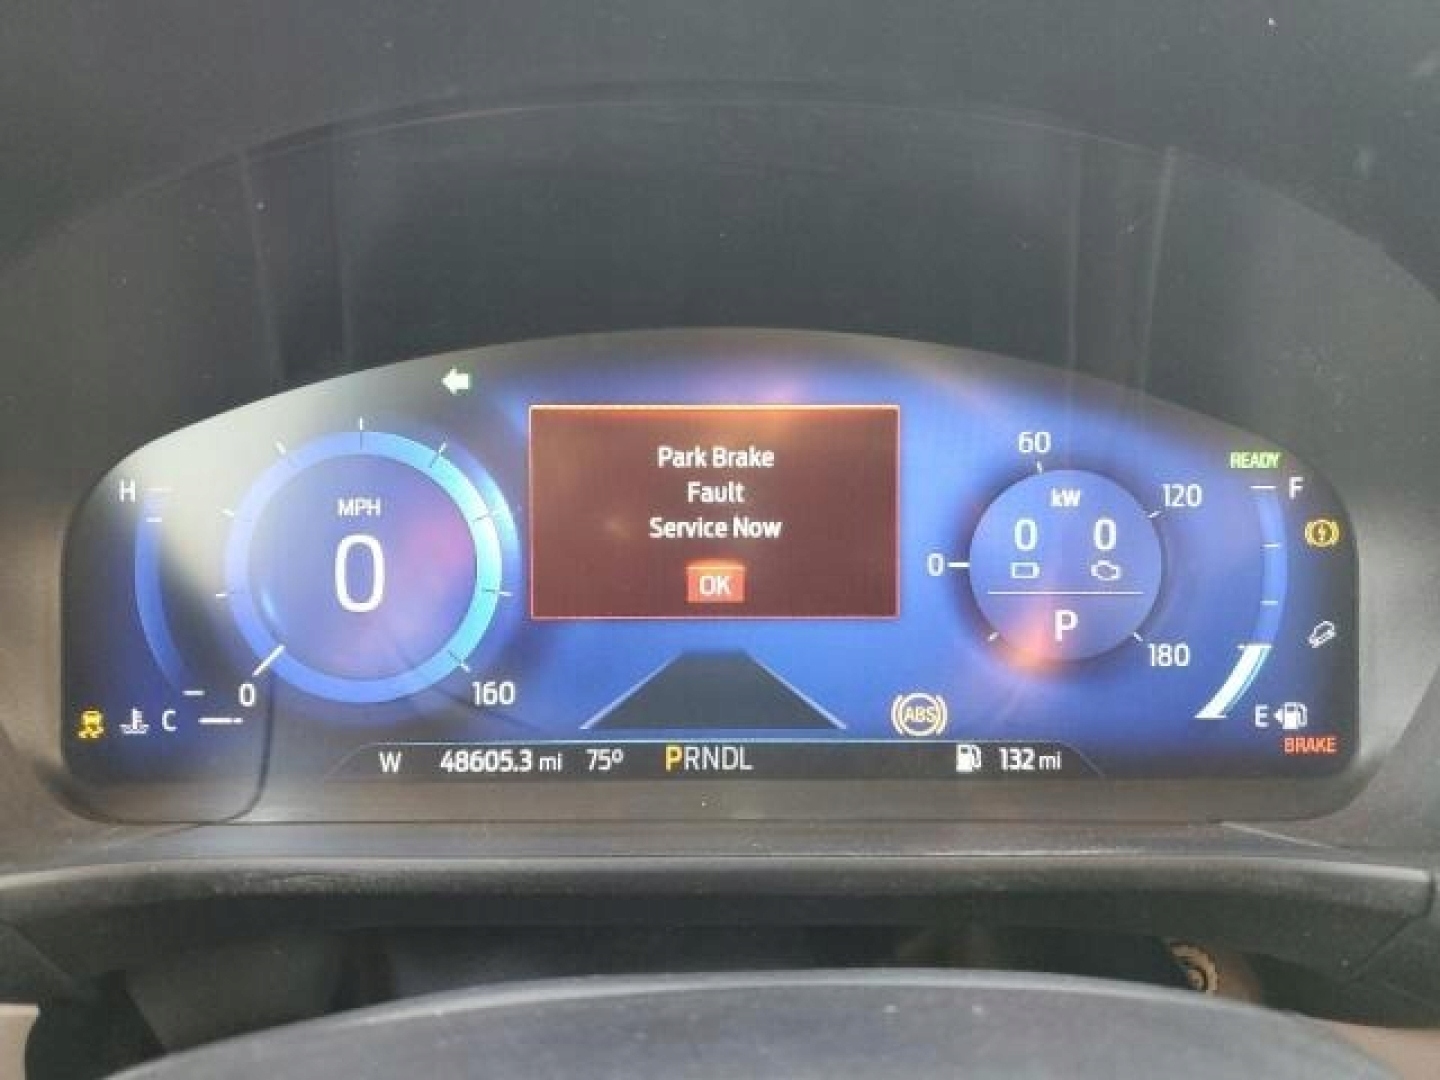 Park Brake
Fault
Service Now
OK
H
MPH
0
0
160
C
60
kW
120
0
0
0
P
180
READY
F
E
BRAKE
ABS
W 48605.3 mi 75° PRNDL 132 mi